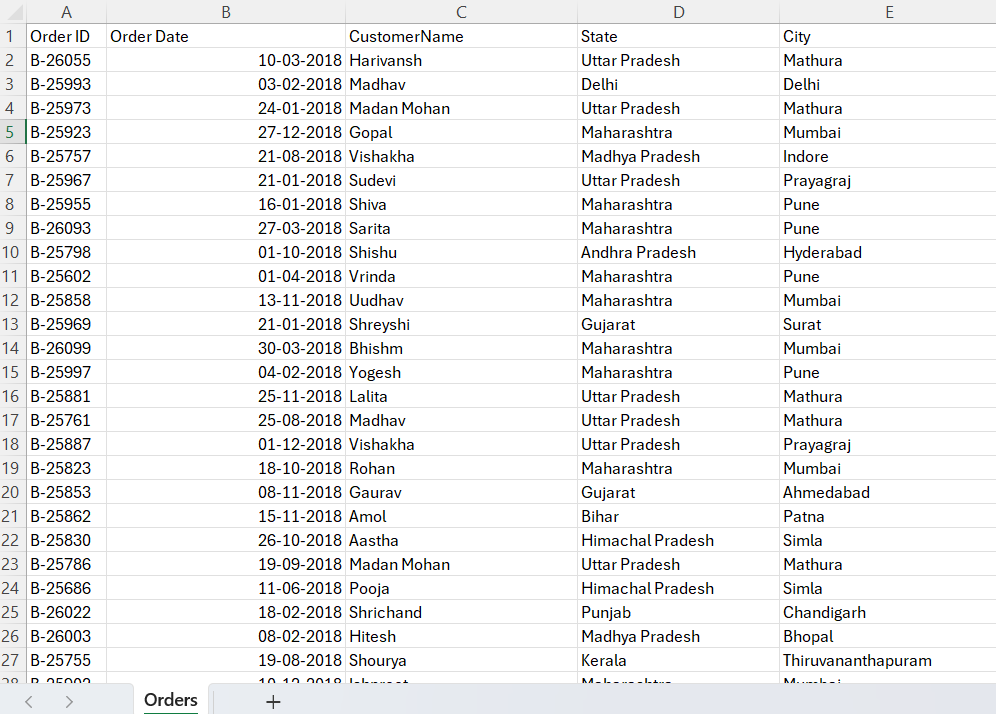 A B C D E
1 Order ID Order Date CustomerName State City
2 B-26055 10-03-2018 Harivansh Uttar Pradesh Mathura
3 B-25993 03-02-2018 Madhav Delhi Delhi
4 B-25973 24-01-2018 Madan Mohan Uttar Pradesh Mathura
5 B-25923 27-12-2018 Gopal Maharashtra Mumbai
6 B-25757 21-08-2018 Vishakha Madhya Pradesh Indore
7 B-25967 21-01-2018 Sudevi Uttar Pradesh Prayagraj
8 B-25955 16-01-2018 Shiva Maharashtra Pune
9 B-26093 27-03-2018 Sarita Maharashtra Pune
10 B-25798 01-10-2018 Shishu Andhra Pradesh Hyderabad
11 B-25602 01-04-2018 Vrinda Maharashtra Pune
12 B-25858 13-11-2018 Uudhav Maharashtra Mumbai
13 B-25969 21-01-2018 Shreyshi Gujarat Surat
14 B-26099 30-03-2018 Bhishm Maharashtra Mumbai
15 B-25997 04-02-2018 Yogesh Maharashtra Pune
16 B-25881 25-11-2018 Lalita Uttar Pradesh Mathura
17 B-25761 25-08-2018 Madhav Uttar Pradesh Mathura
18 B-25887 01-12-2018 Vishakha Uttar Pradesh Prayagraj
19 B-25823 18-10-2018 Rohan Maharashtra Mumbai
20 B-25853 08-11-2018 Gaurav Gujarat Ahmedabad
21 B-25862 15-11-2018 Amol Bihar Patna
22 B-25830 26-10-2018 Aastha Himachal Pradesh Simla
23 B-25786 19-09-2018 Madan Mohan Uttar Pradesh Mathura
24 B-25686 11-06-2018 Pooja Himachal Pradesh Simla
25 B-26022 18-02-2018 Shrichand Punjab Chandigarh
26 B-26003 08-02-2018 Hitesh Madhya Pradesh Bhopal
27 B-25755 19-08-2018 Shourya Kerala Thiruvananthapuram
Orders